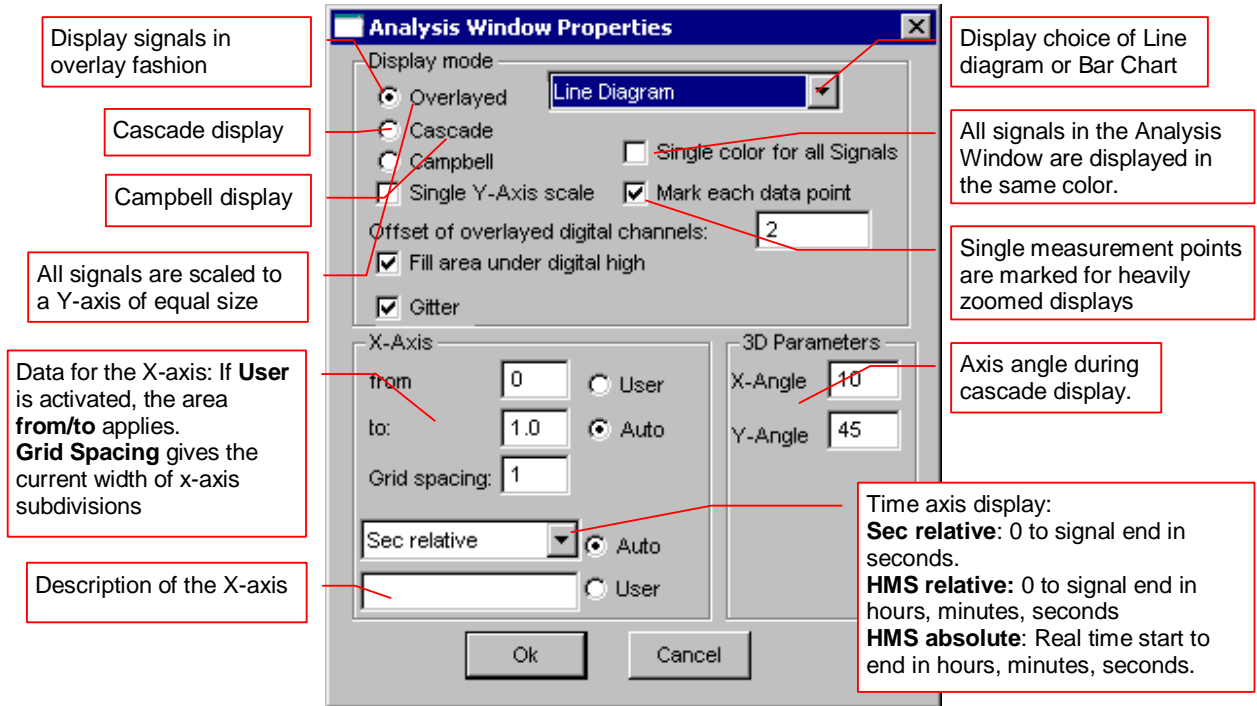 Display signals in
overlay fashion
Cascade display
Campbell display
All signals are scaled to
a Y-axis of equal size
Data for the X-axis: If User
is activated, the area
from/to applies.
Grid Spacing gives the
current width of x-axis
subdivisions
Description of the X-axis
Analysis Window Properties
Display mode
Overlayed
Line Diagram
Cascade
Campbell
Single color for all Signals
Single Y-Axis scale
Mark each data point
Offset of overlayed digital channels:
2
Fill area under digital high
Gitter
X-Axis
from
0
User
to:
1.0
Auto
Grid spacing:
1
Sec relative
Auto
User
3D Parameters
X-Angle
10
Y-Angle
45
Ok
Cancel
Display choice of Line
diagram or Bar Chart
All signals in the Analysis
Window are displayed in
the same color.
Single measurement points
are marked for heavily
zoomed displays
Axis angle during
cascade display.
Time axis display:
Sec relative: 0 to signal end in
seconds.
HMS relative: 0 to signal end in
hours, minutes, seconds
HMS absolute: Real time start to
end in hours, minutes, seconds.